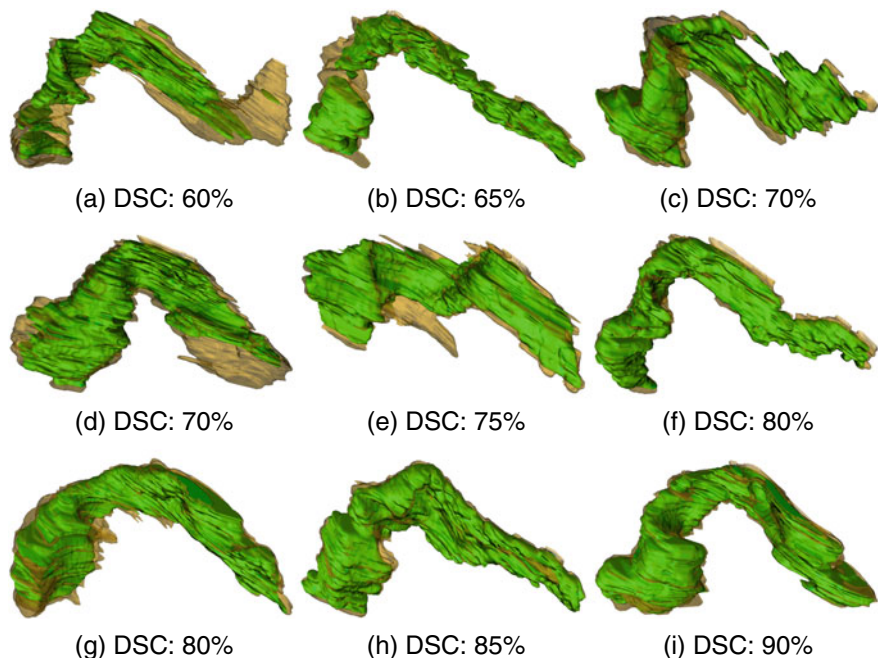 (a) DSC: 60%
(b) DSC: 65%
(c) DSC: 70%
(d) DSC: 70%
(e) DSC: 75%
(f) DSC: 80%
(g) DSC: 80%
(h) DSC: 85%
(i) DSC: 90%